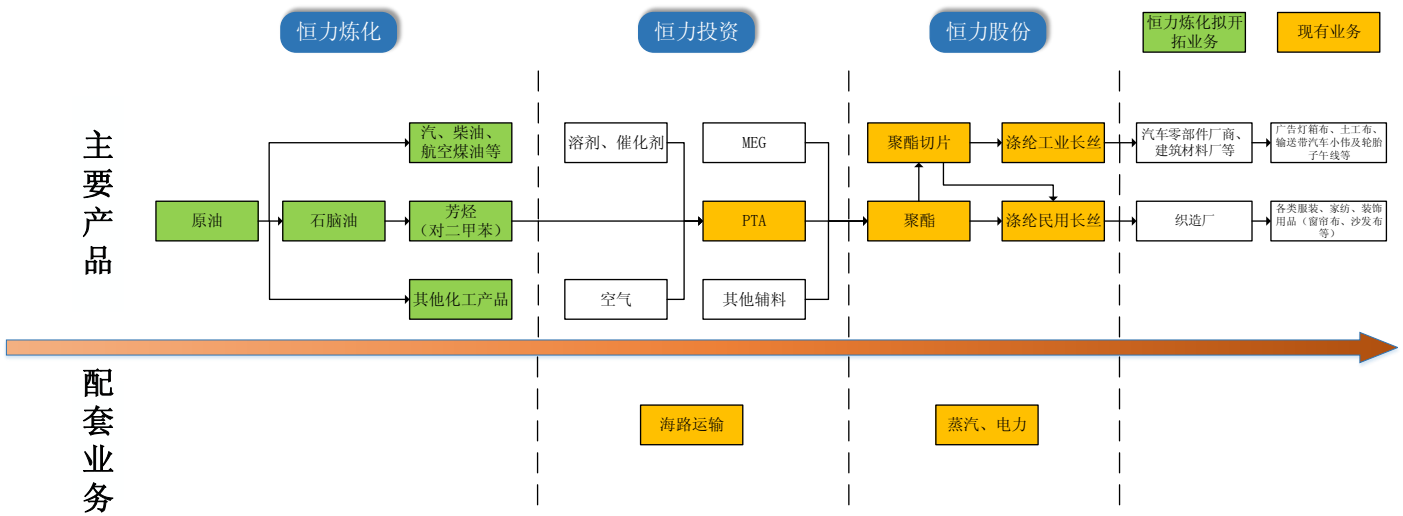 恒力炼化
恒力投资
恒力股份
恒力炼化拟开
拓业务
现有业务
主
要
产
品
汽、柴油、
航空煤油等
溶剂、催化剂
MEG
聚酯切片
涤纶工业长丝
汽车零部件厂商、
建筑材料厂等
广告灯箱布、土工布、
输送带汽车小伟及轮胎
子午线等
原油
石脑油
芳烃
(对二甲苯)
PTA
聚酯
涤纶民用长丝
织造厂
各类服装、家纺、装饰
用品(窗帘布、沙发布
等)
其他化工产品
空气
其他辅料
配
套
业
务
海路运输
蒸汽、电力